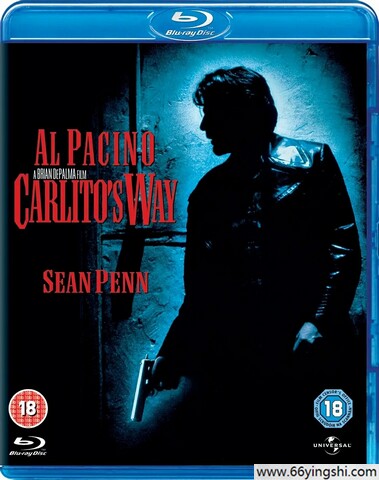 Blu-ray Disc
AL PACINO
A BRIAN DEPALMA FILM
CARLITO'S WAY
SEAN PENN
18
18
Blu-ray Disc
UNIVERSAL
www.66yingshi.com